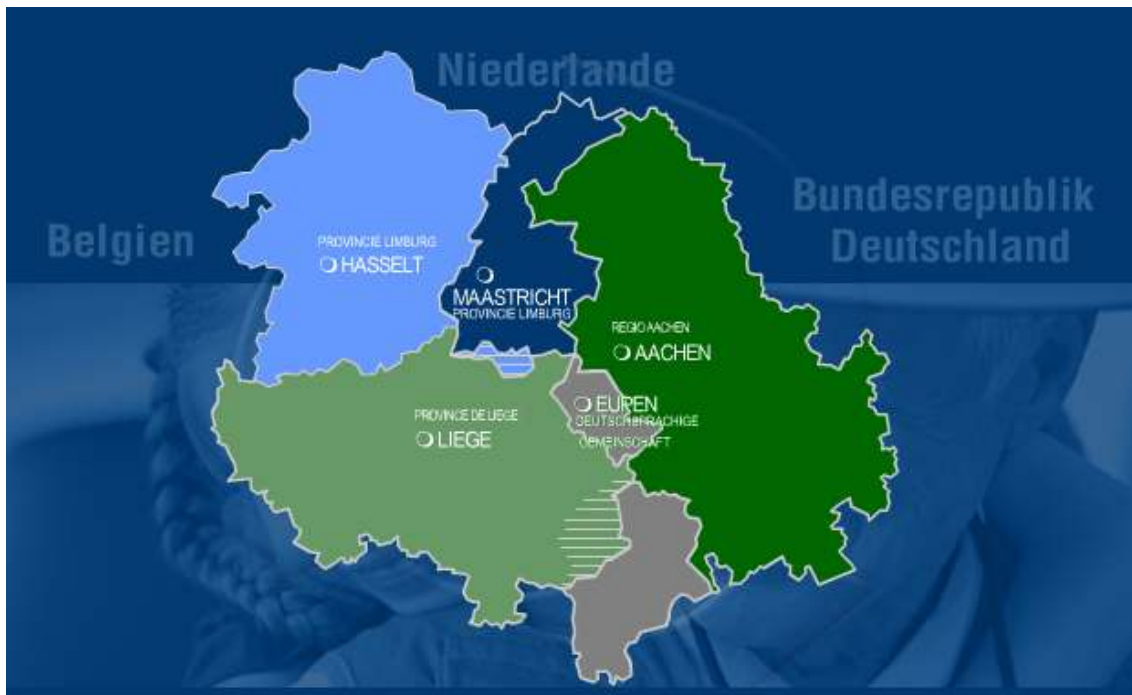 Niederlande
Bundesrepublik
Deutschland
Belgien
PROVINCIE LIMBURG
HASSELT
MAASTRICHT
PROVINCIE LIMBURG
REGIO AACHEN
AACHEN
EUPEN
DEUTSCHSPRACHIGE
GEMEINSCHAFT
PROVINCE DE LIEGE
LIEGE